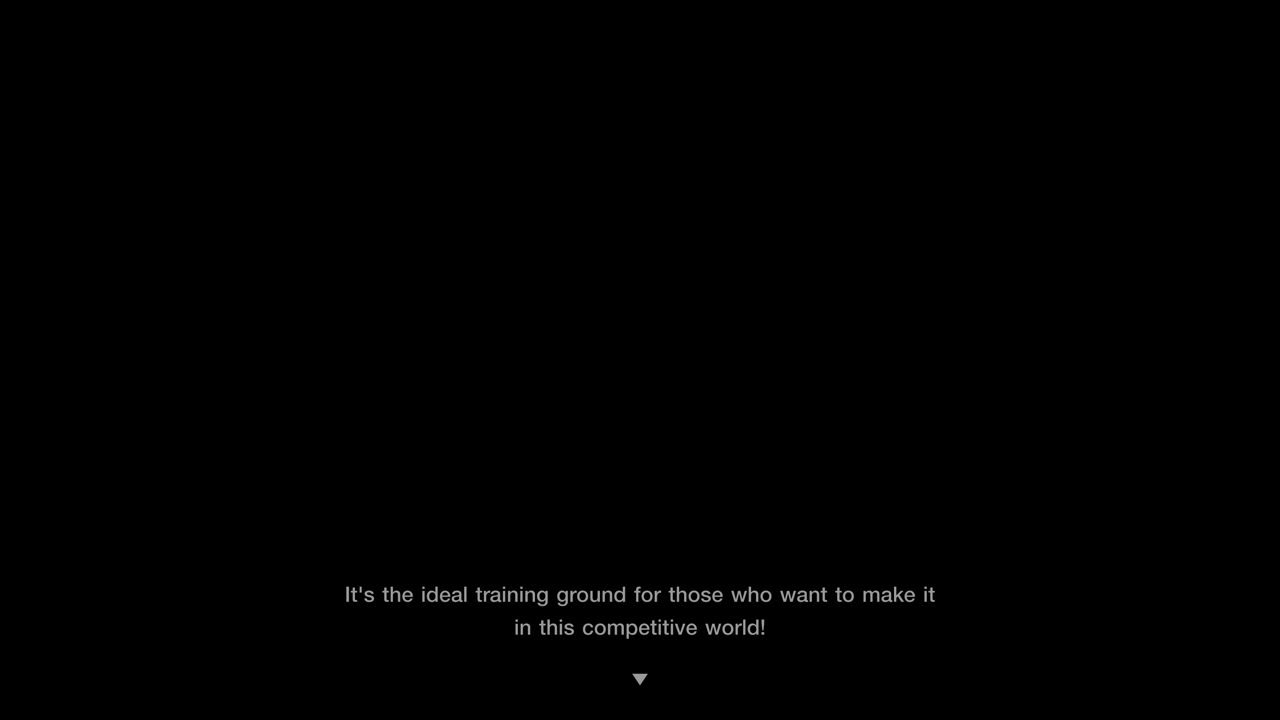 It's the ideal training ground for those who want to make it
in this competitive world!